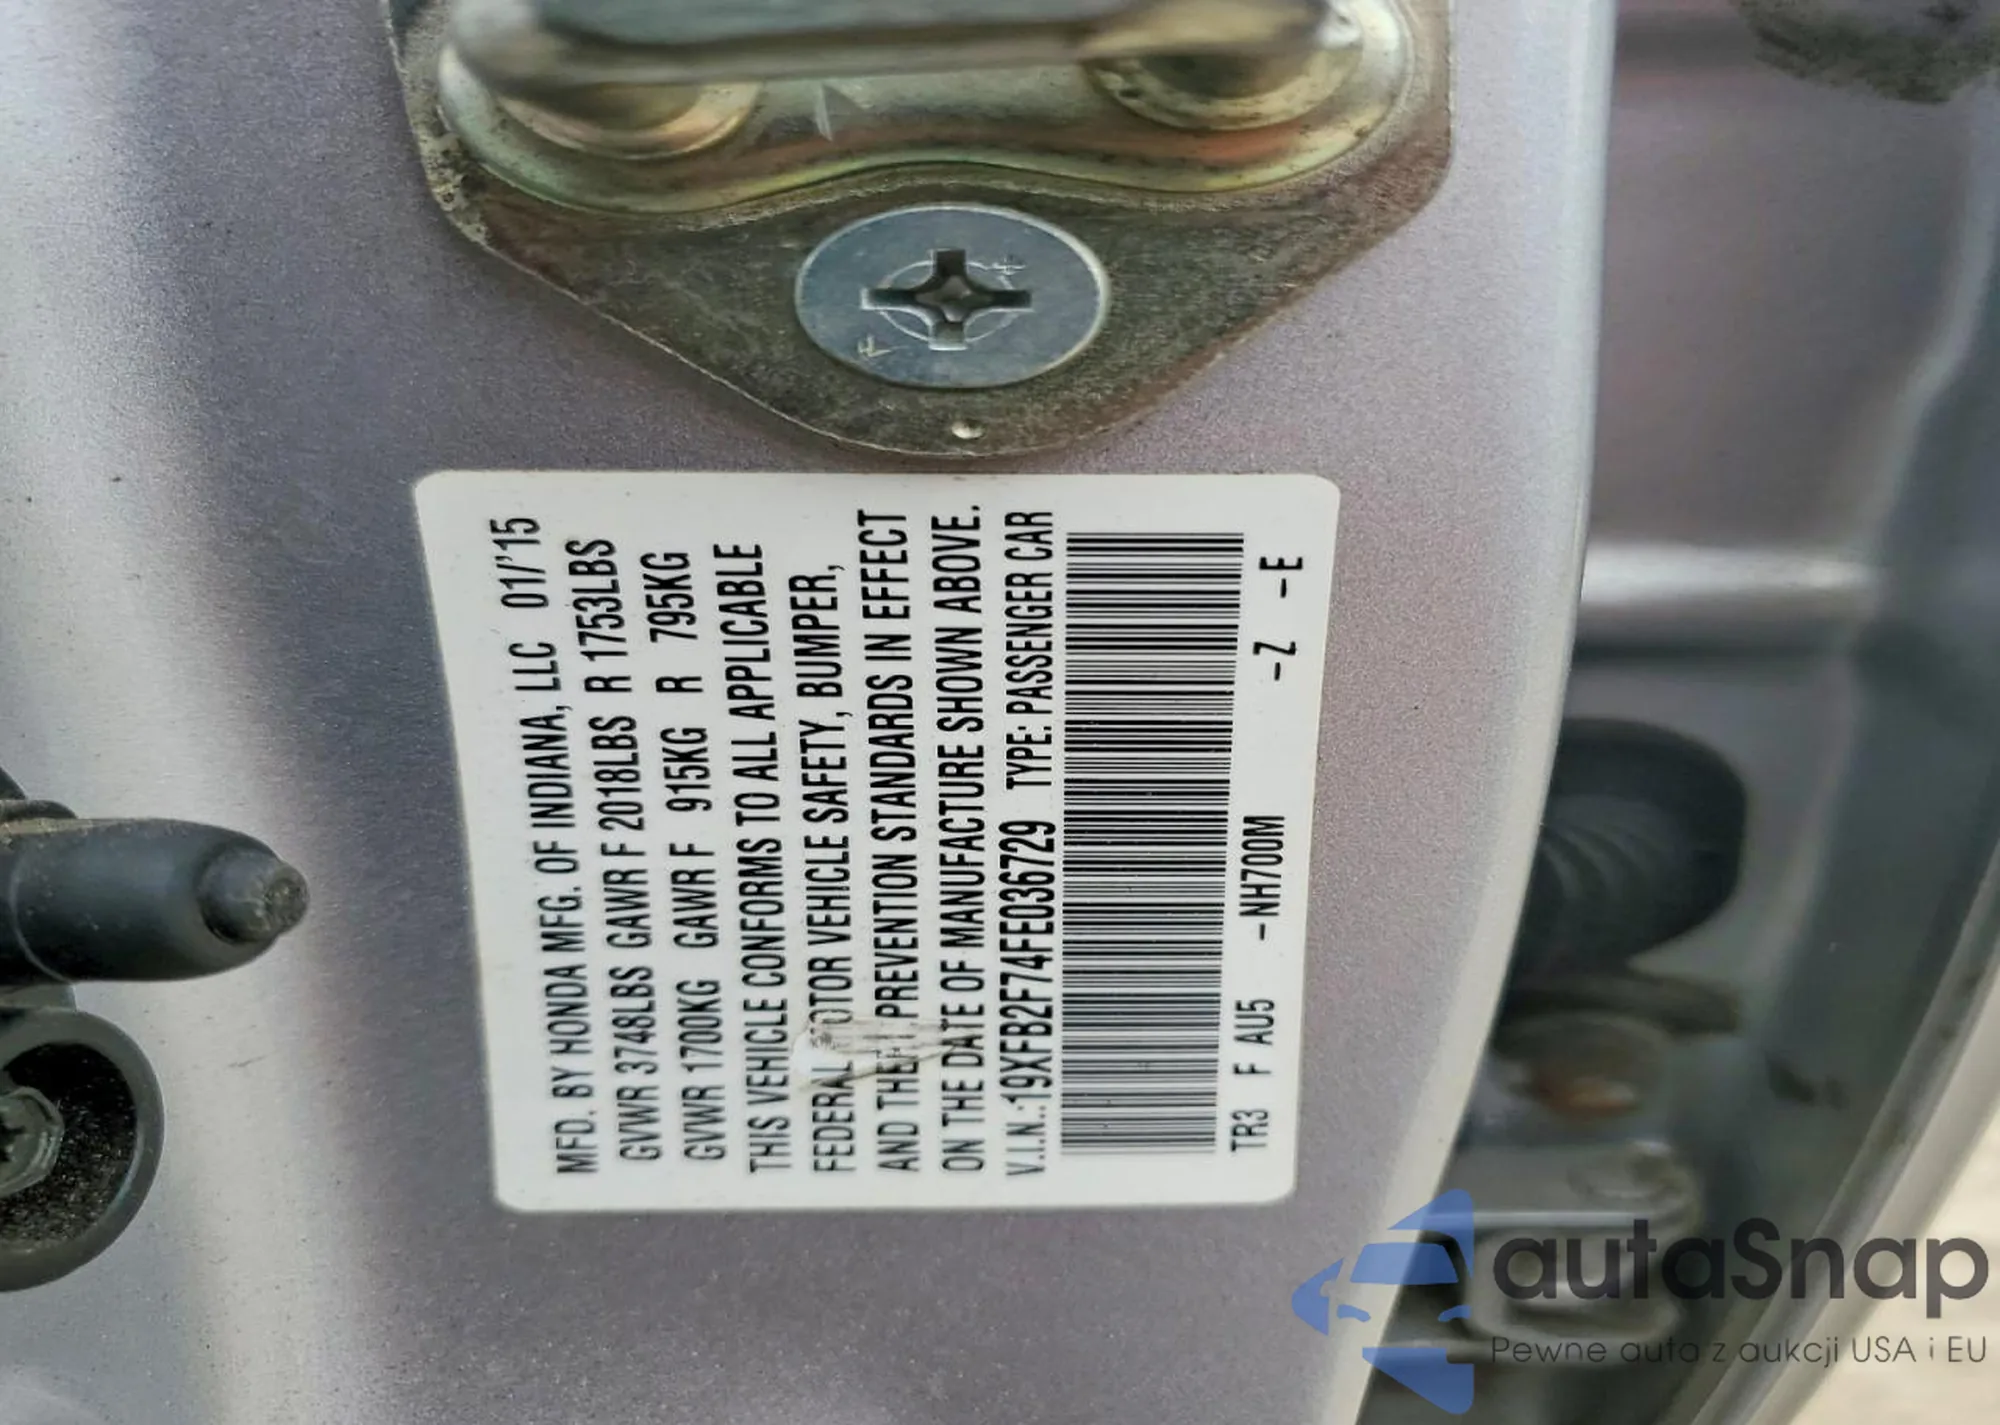 MFD. BY HONDA MFG. OF INDIANA, LLC 01/'15
GVWR 3748LBS GAWR F 2018LBS R 1753LBS
GVWR 1700KG GAWR F 915KG R 795KG
THIS VEHICLE CONFORMS TO ALL APPLICABLE
FEDERAL MOTOR VEHICLE SAFETY, BUMPER,
AND THEFT PREVENTION STANDARDS IN EFFECT
ON THE DATE OF MANUFACTURE SHOWN ABOVE.
V.I.N.:19XFB2F74FE036729 TYPE: PASSENGER CAR
TR3 F AU5 -NH700M -Z -E
autaSnap
Pewne auta z aukcji USA i EU